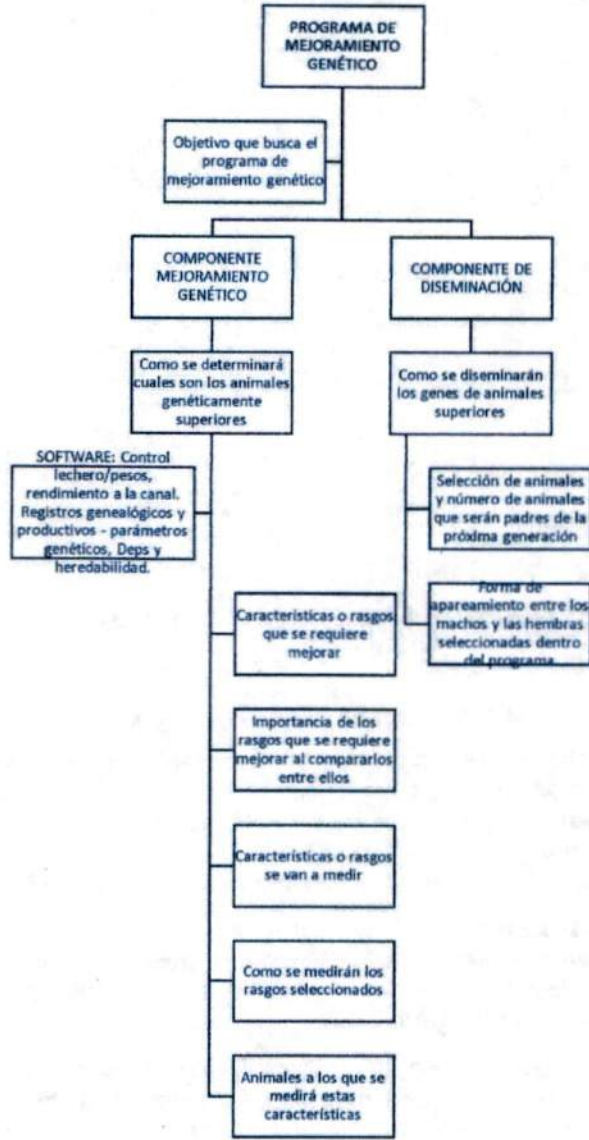 PROGRAMA DE
MEJORAMIENTO
GENÉTICO
Objetivo que busca el
programa de
mejoramiento genético
COMPONENTE
MEJORAMIENTO
GENÉTICO
COMPONENTE DE
DISEMINACIÓN
Como se determinará
cuales son los animales
genéticamente
superiores
Como se diseminarán
los genes de animales
superiores
SOFTWARE: Control
lechero/pesos,
rendimiento a la canal.
Registros genealógicos y
productivos - parámetros
genéticos, Deps y
heredabilidad.
Selección de animales
y número de animales
que serán padres de la
próxima generación
Forma de
apareamiento entre los
machos y las hembras
seleccionadas dentro
del programa
Características o rasgos
que se requiere
mejorar
Importancia de los
rasgos que se requiere
mejorar al compararlos
entre ellos
Características o rasgos
se van a medir
Como se medirán los
rasgos seleccionados
Animales a los que se
medirá estas
características